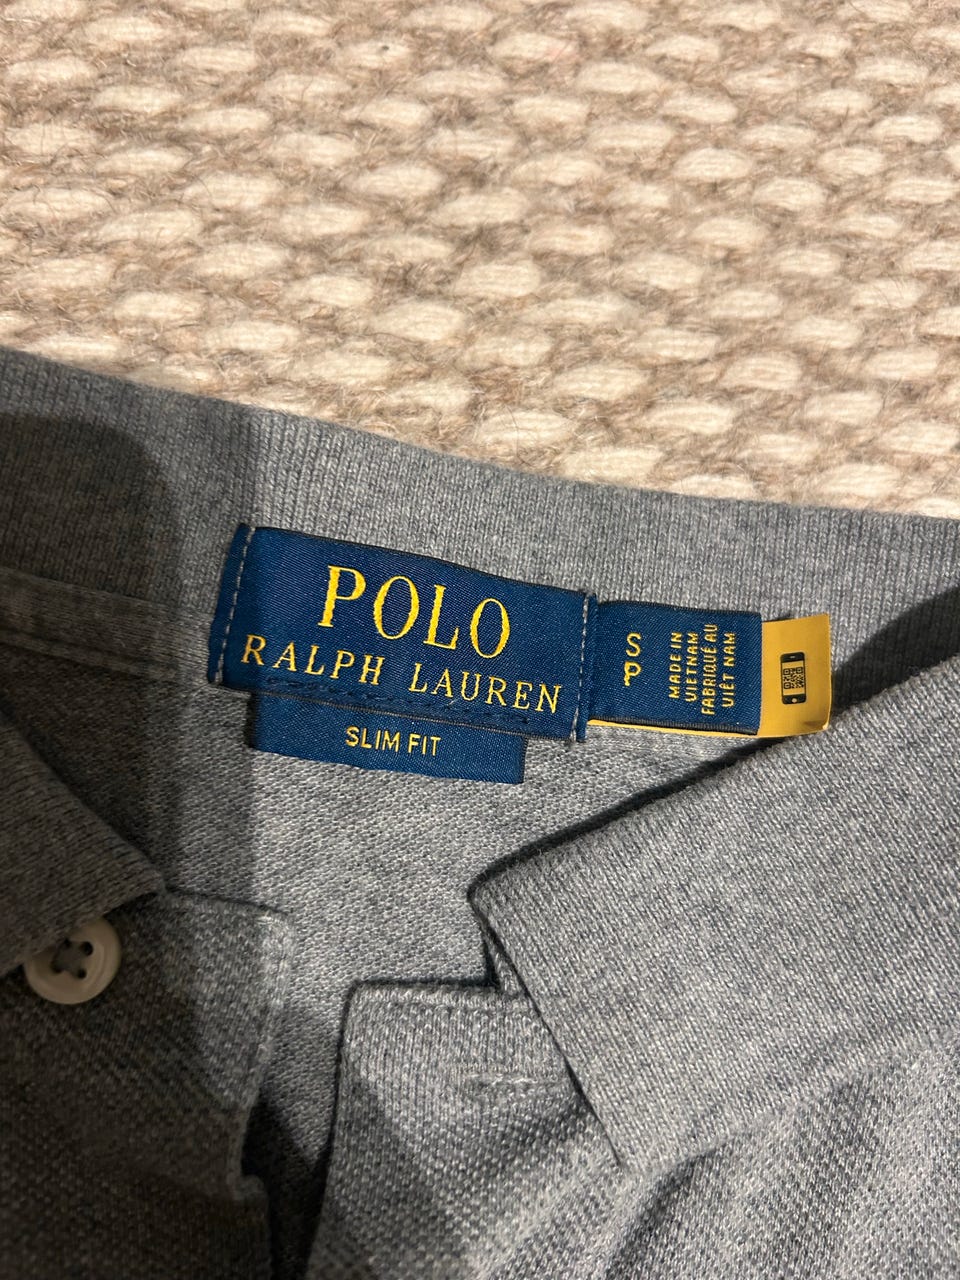 POLO
RALPH LAUREN
SLIM FIT
S
P
MADE IN
VIETNAM
FABRIQUÉ AU
VIÊT NAM